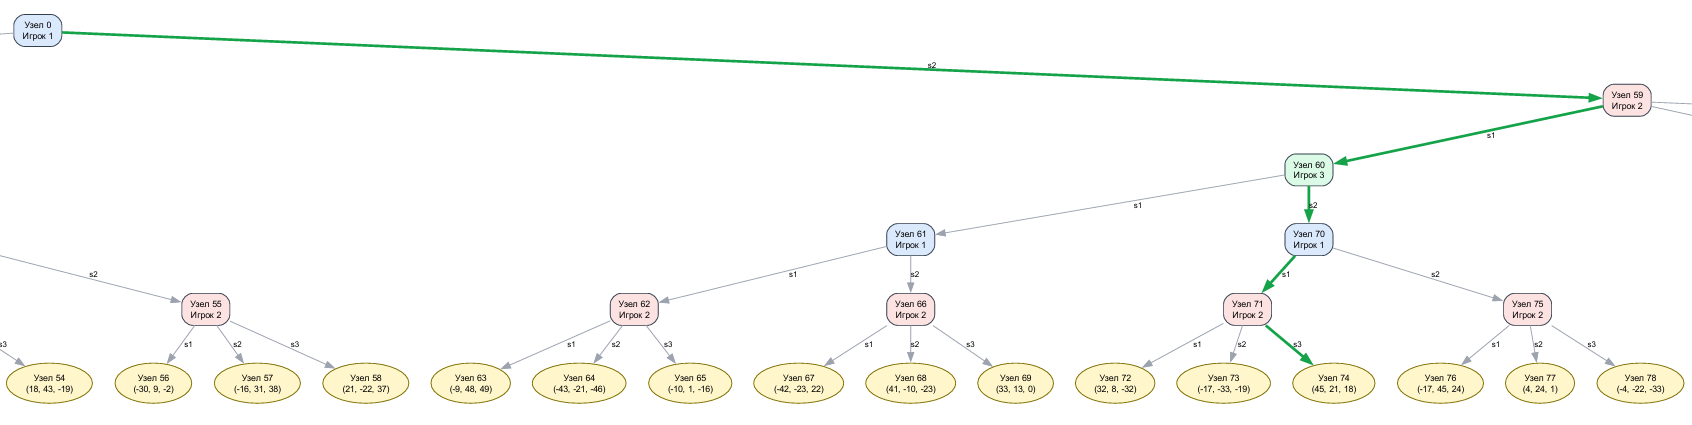 Узел 0
Игрок 1
s2
Узел 59
Игрок 2
s1
Узел 60
Игрок 3
s1
s2
Узел 61
Игрок 1
Узел 70
Игрок 1
s2
s1
s2
s1
s2
Узел 55
Игрок 2
Узел 62
Игрок 2
Узел 66
Игрок 2
Узел 71
Игрок 2
Узел 75
Игрок 2
s3
s1
s2
s3
s1
s2
s3
s1
s2
s3
s1
s2
s3
s1
s2
s3
Узел 54
(18, 43, -19)
Узел 56
(-30, 9, -2)
Узел 57
(-16, 31, 38)
Узел 58
(21, -22, 37)
Узел 63
(-9, 48, 49)
Узел 64
(-43, -21, -46)
Узел 65
(-10, 1, -16)
Узел 67
(-42, -23, 22)
Узел 68
(41, -10, -23)
Узел 69
(33, 13, 0)
Узел 72
(32, 8, -32)
Узел 73
(-17, -33, -19)
Узел 74
(45, 21, 18)
Узел 76
(-17, 45, 24)
Узел 77
(4, 24, 1)
Узел 78
(-4, -22, -33)